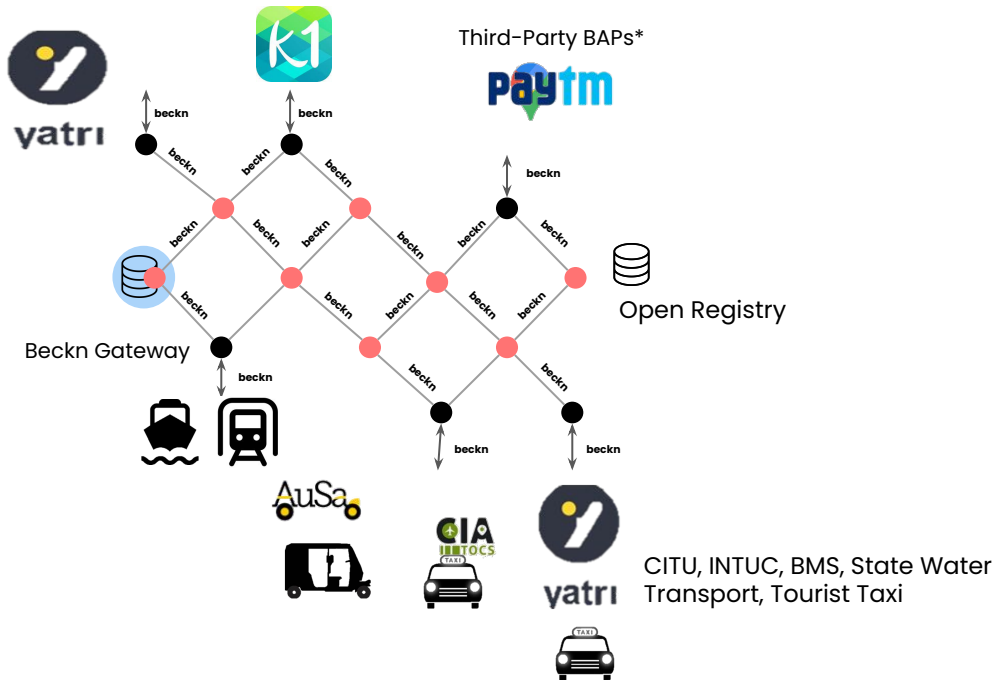 K1
Third-Party BAPs*
paytm
yatri
beckn
beckn
beckn
beckn
beckn
beckn
beckn
beckn
beckn
beckn
beckn
beckn
beckn
Open Registry
beckn
beckn
beckn
beckn
beckn
Beckn Gateway
beckn
beckn
beckn
beckn
beckn
AuSa
CIA
TOCS
TAXI
yatri
CITU, INTUC, BMS, State Water
Transport, Tourist Taxi
TAXI